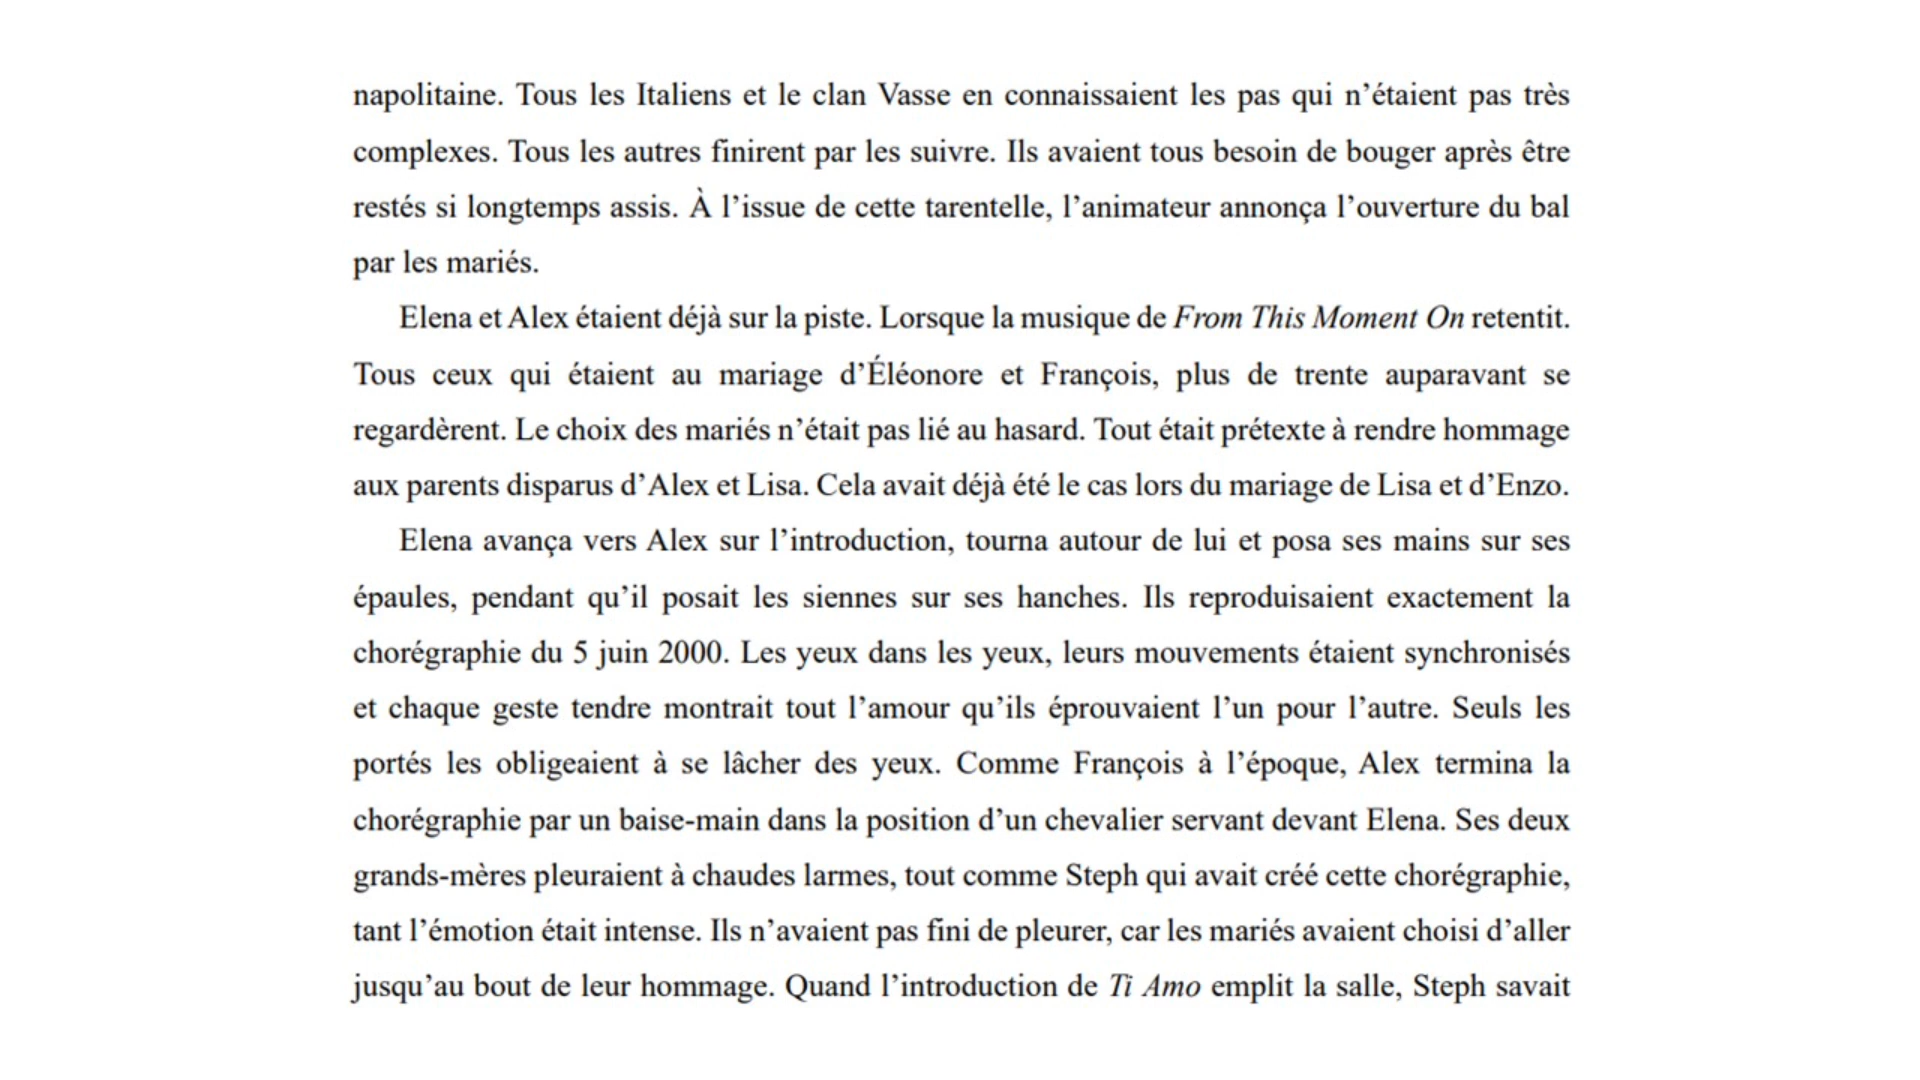 napolitaine. Tous les Italiens et le clan Vasse en connaissaient les pas qui n’étaient pas très
complexes. Tous les autres finirent par les suivre. Ils avaient tous besoin de bouger après être
restés si longtemps assis. À l’issue de cette tarentelle, l’animateur annonça l’ouverture du bal
par les mariés.
Elena et Alex étaient déjà sur la piste. Lorsque la musique de From This Moment On retentit.
Tous ceux qui étaient au mariage d’Éléonore et François, plus de trente auparavant se
regardèrent. Le choix des mariés n’était pas lié au hasard. Tout était prétexte à rendre hommage
aux parents disparus d’Alex et Lisa. Cela avait déjà été le cas lors du mariage de Lisa et d’Enzo.
Elena avança vers Alex sur l’introduction, tourna autour de lui et posa ses mains sur ses
épaules, pendant qu’il posait les siennes sur ses hanches. Ils reproduisaient exactement la
chorégraphie du 5 juin 2000. Les yeux dans les yeux, leurs mouvements étaient synchronisés
et chaque geste tendre montrait tout l’amour qu’ils éprouvaient l’un pour l’autre. Seuls les
portés les obligeaient à se lâcher des yeux. Comme François à l’époque, Alex termina la
chorégraphie par un baise-main dans la position d’un chevalier servant devant Elena. Ses deux
grands-mères pleuraient à chaudes larmes, tout comme Steph qui avait créé cette chorégraphie,
tant l’émotion était intense. Ils n’avaient pas fini de pleurer, car les mariés avaient choisi d’aller
jusqu’au bout de leur hommage. Quand l’introduction de Ti Amo emplit la salle, Steph savait